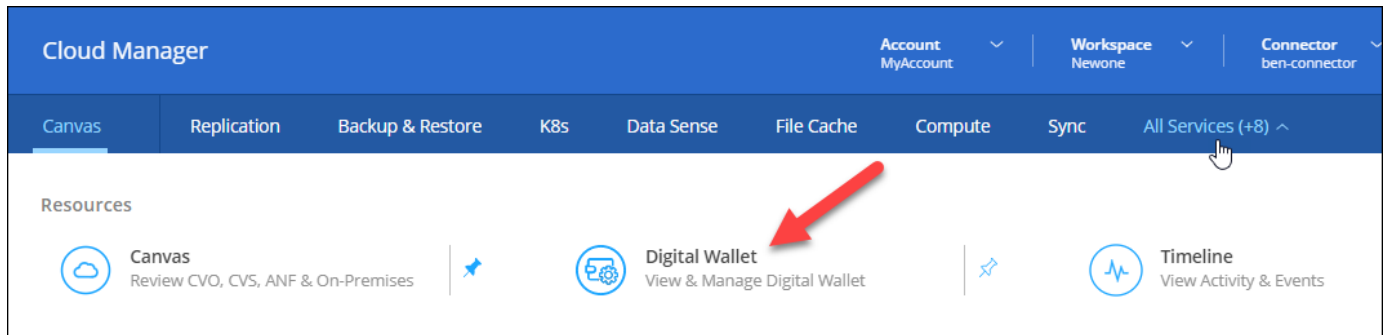 Cloud Manager
Account
MyAccount
Workspace
Newone
Connector
ben-connector
Canvas
Replication
Backup & Restore
K8s
Data Sense
File Cache
Compute
Sync
All Services (+8)
Resources
Canvas
Review CVO, CVS, ANF & On-Premises
Digital Wallet
View & Manage Digital Wallet
Timeline
View Activity & Events